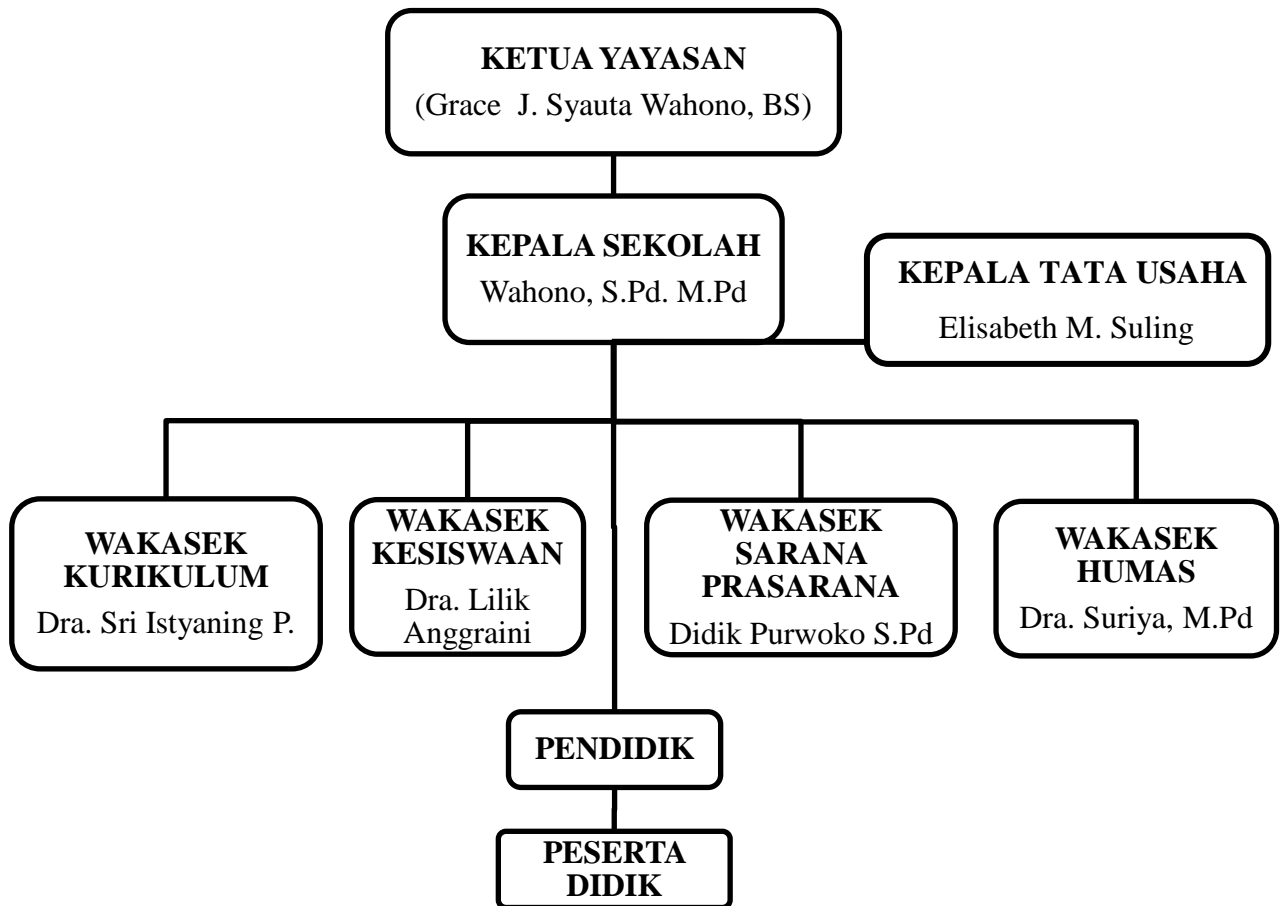 KETUA YAYASAN
(Grace J. Syauta Wahono, BS)
KEPALA SEKOLAH
Wahono, S.Pd. M.Pd
KEPALA TATA USAHA
Elisabeth M. Suling
WAKASEK
KURIKULUM
Dra. Sri Istyaning P.
WAKASEK
KESISWAAN
Dra. Lilik
Anggraini
WAKASEK
SARANA
PRASARANA
Didik Purwoko S.Pd
WAKASEK
HUMAS
Dra. Suriya, M.Pd
PENDIDIK
PESERTA
DIDIK